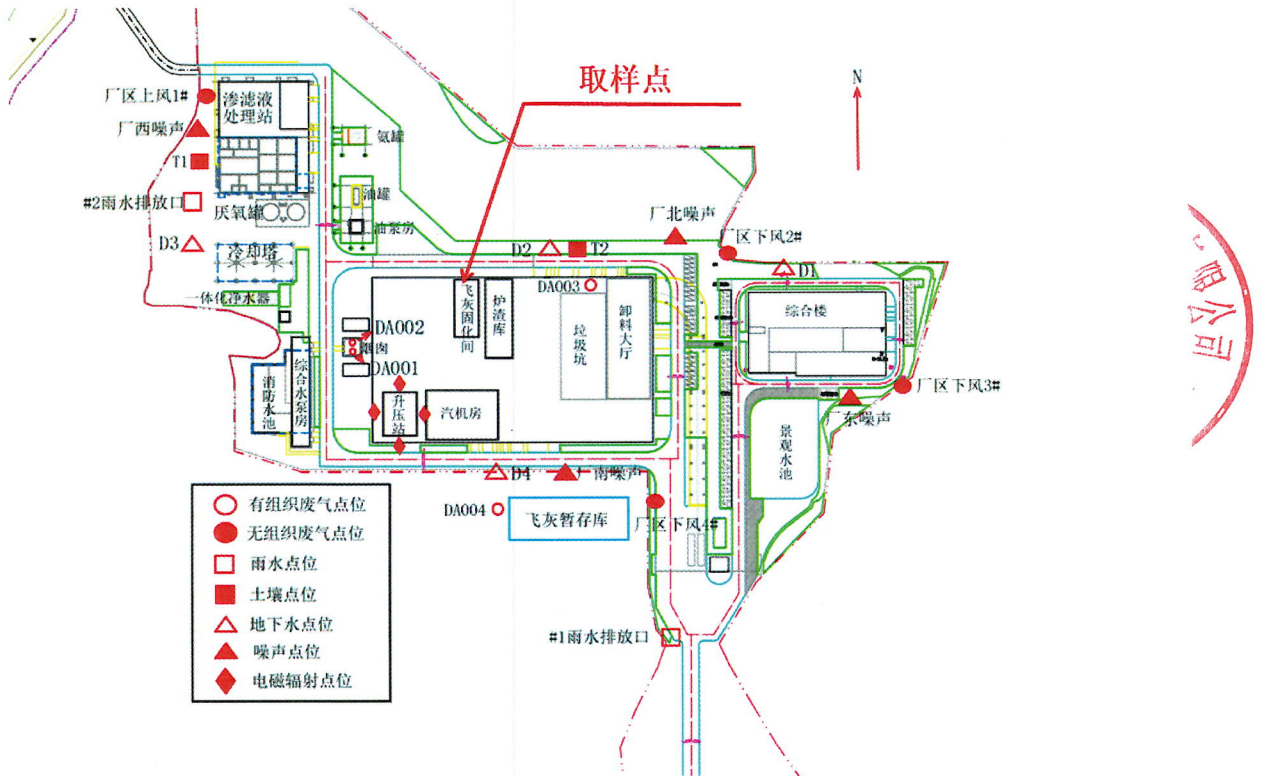 取样点
N
厂区上风1#
厂西噪声
T1
#2雨水排放口
D3
渗滤液
处理站
氨罐
厌氧罐
油罐
油泵房
冷却塔
一体化净水器
消防水池
综合水泵房
D2
T2
厂北噪声
厂区下风2#
D1
DA003
飞灰固化间
炉渣库
垃圾坑
卸料大厅
综合楼
DA002
烟囱
DA001
升压站
汽机房
厂区下风3#
厂东噪声
景观水池
D4
厂南噪声
DA004
飞灰暂存库
厂区下风4#
#1雨水排放口
有组织废气点位
无组织废气点位
雨水点位
土壤点位
地下水点位
噪声点位
电磁辐射点位
限公司